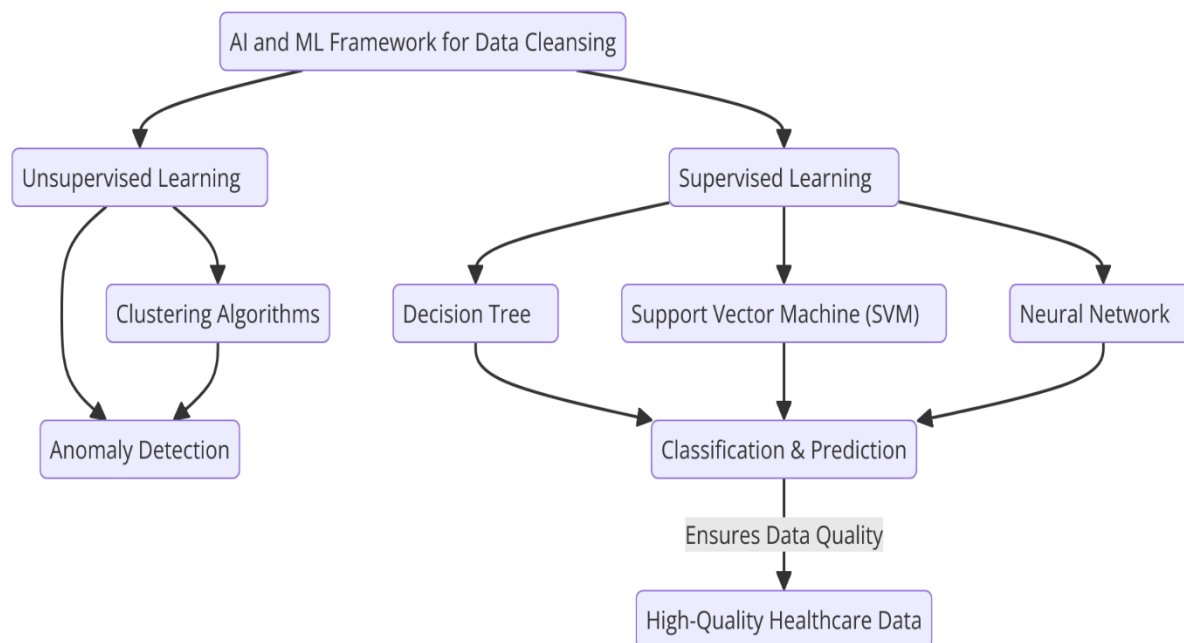 AI and ML Framework for Data Cleansing
Unsupervised Learning
Supervised Learning
Clustering Algorithms
Decision Tree
Support Vector Machine (SVM)
Neural Network
Anomaly Detection
Classification & Prediction
Ensures Data Quality
High-Quality Healthcare Data